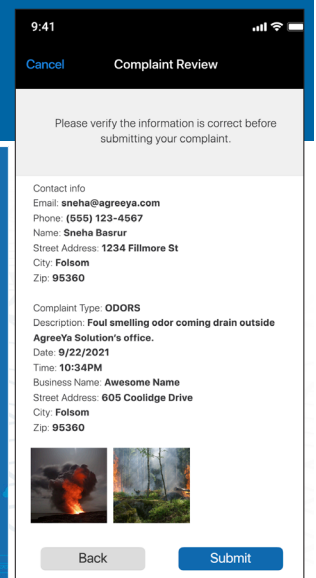 9:41
Cancel Complaint Review
Please verify the information is correct before
submitting your complaint.
Contact info
Email: sneha@agreeya.com
Phone: (555) 123-4567
Name: Sneha Basrur
Street Address: 1234 Fillmore St
City: Folsom
Zip: 95360
Complaint Type: ODORS
Description: Foul smelling odor coming drain outside
AgreeYa Solution's office.
Date: 9/22/2021
Time: 10:34PM
Business Name: Awesome Name
Street Address: 605 Coolidge Drive
City: Folsom
Zip: 95360
Back Submit